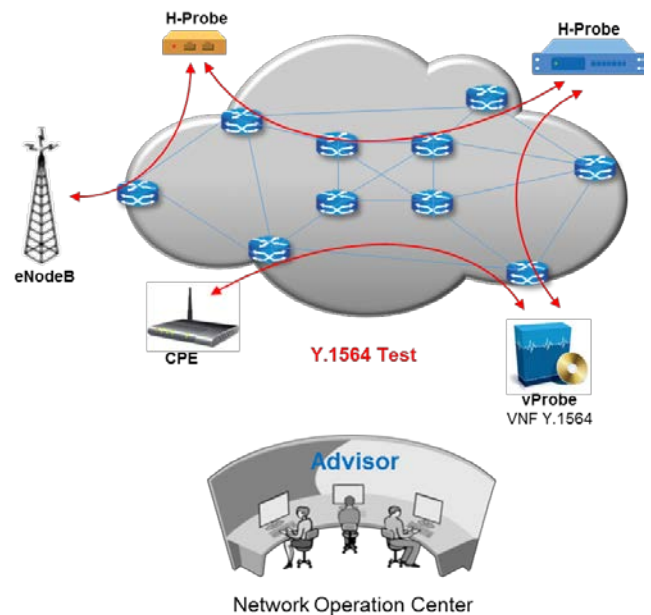 H-Probe
H-Probe
eNodeB
CPE
Y.1564 Test
vProbe
VNF Y.1564
Advisor
Network Operation Center